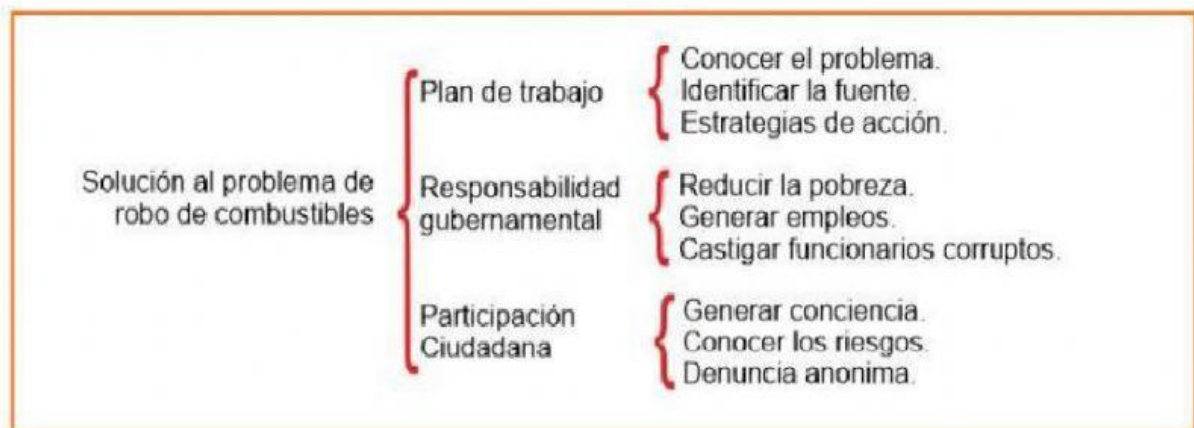 Solución al problema de
robo de combustibles
Plan de trabajo
Conocer el problema.
Identificar la fuente.
Estrategias de acción.
Responsabilidad
gubernamental
Reducir la pobreza.
Generar empleos.
Castigar funcionarios corruptos.
Participación
Ciudadana
Generar conciencia.
Conocer los riesgos.
Denuncia anonima.